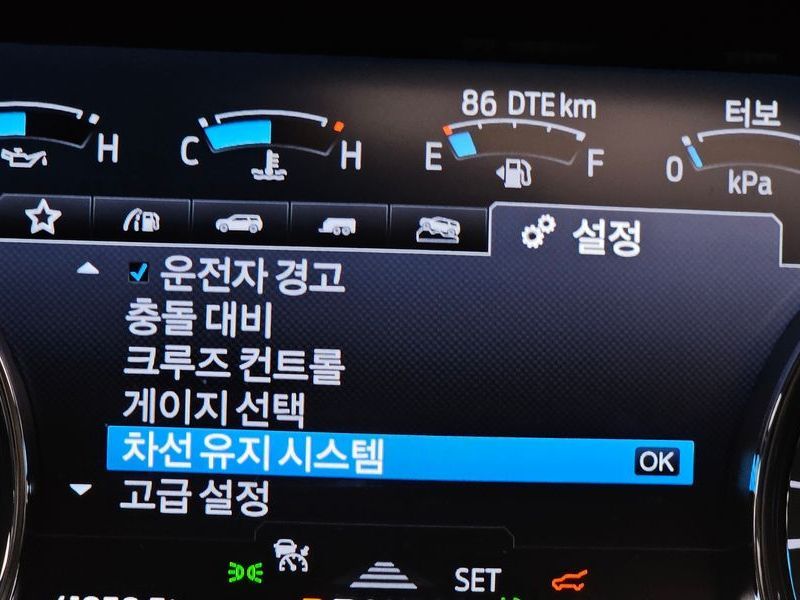 86 DTE km
터보
H
C
H
E
F
0
kPa
설정
운전자 경고
충돌 대비
크루즈 컨트롤
게이지 선택
차선 유지 시스템
OK
고급 설정
SET